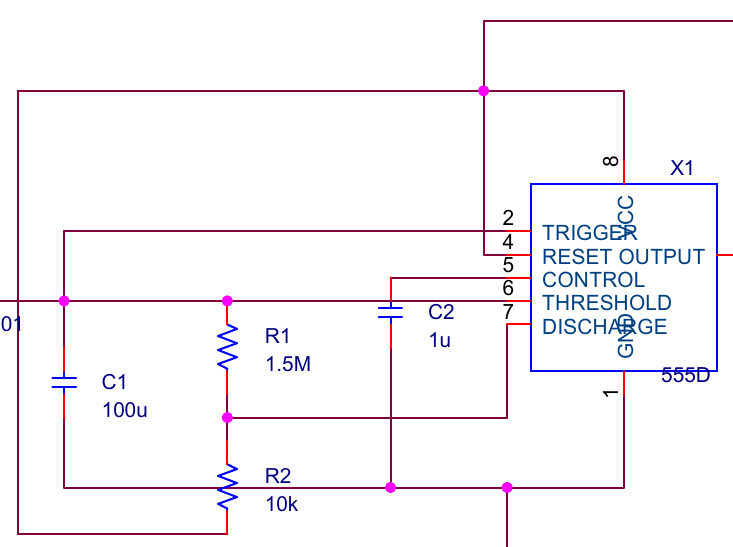 8
X1
VCC
2
TRIGGER
4
RESET OUTPUT
5
CONTROL
6
THRESHOLD
7
DISCHARGE
GND
555D
1
01
C2
1u
R1
1.5M
C1
100u
R2
10k